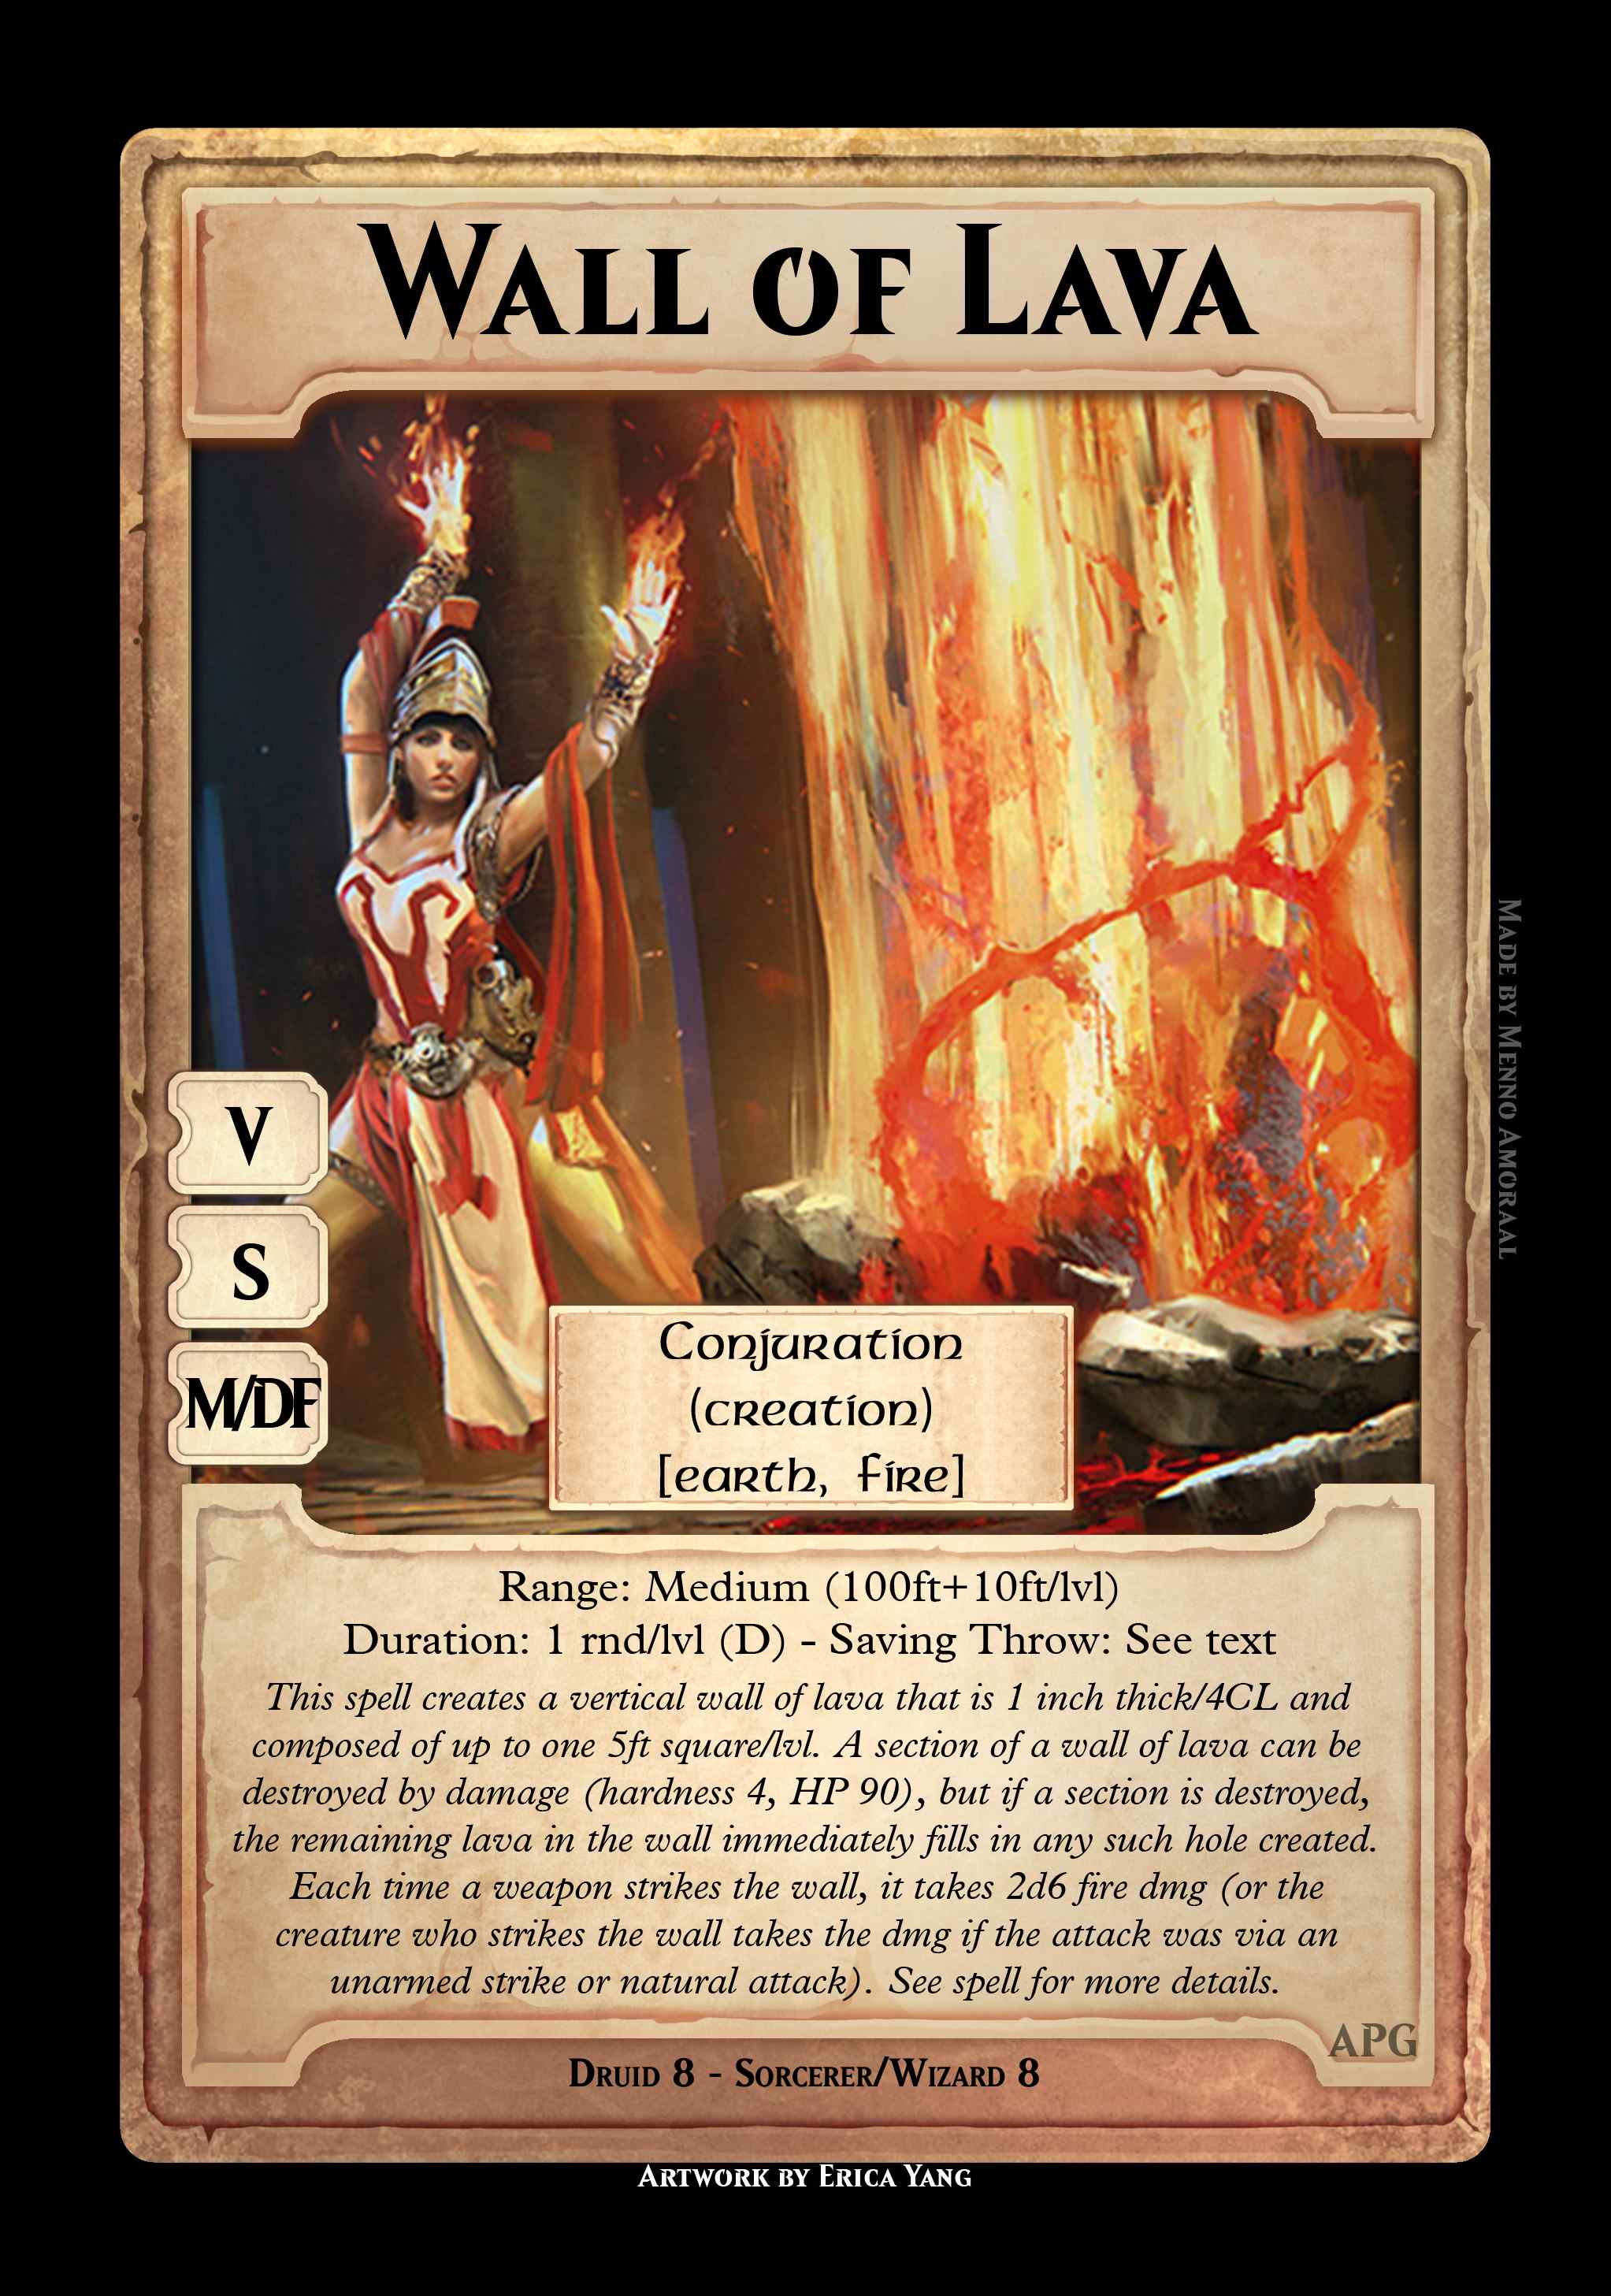 Wall of Lava
V
S
M/DF
Conjuration
(creation)
[earth, fire]
Range: Medium (100ft+10ft/lvl)
Duration: 1 rnd/lvl (D) - Saving Throw: See text
This spell creates a vertical wall of lava that is 1 inch thick/4CL and
composed of up to one 5ft square/lvl. A section of a wall of lava can be
destroyed by damage (hardness 4, HP 90), but if a section is destroyed,
the remaining lava in the wall immediately fills in any such hole created.
Each time a weapon strikes the wall, it takes 2d6 fire dmg (or the
creature who strikes the wall takes the dmg if the attack was via an
unarmed strike or natural attack). See spell for more details.
APG
Druid 8 - Sorcerer/Wizard 8
Artwork by Erica Yang
Made by Menno Amoraal